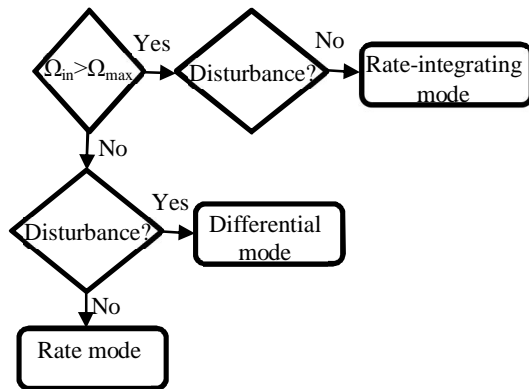 Ω_in>Ω_max
Yes
Disturbance?
No
Rate-integrating
mode
No
Disturbance?
Yes
Differential
mode
No
Rate mode